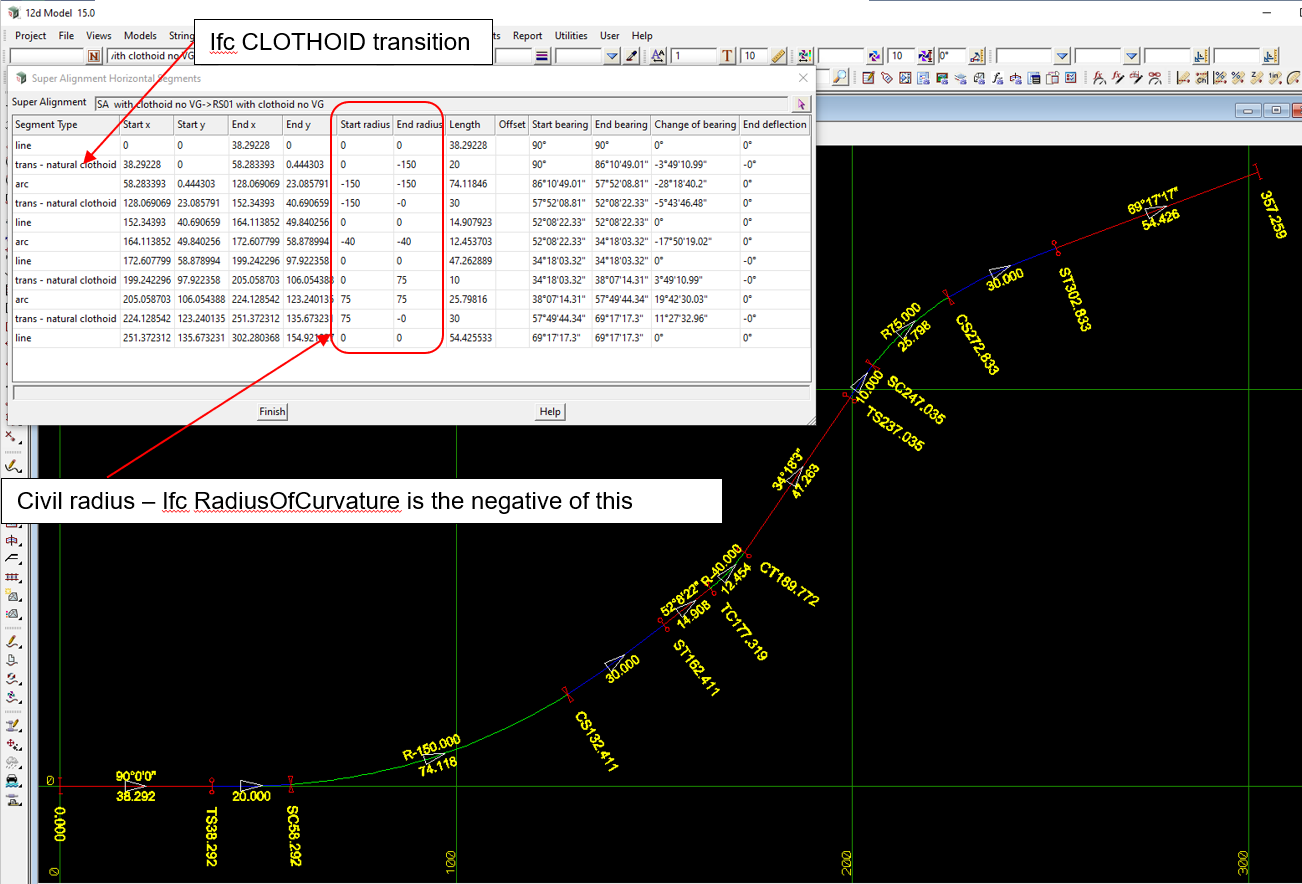 12d Model 15.0
Project File Views Models Report Utilities User Help
Ifc CLOTHOID transition
N 1 T 10 10 0°
Super Alignment Horizontal Segments
Super Alignment SA with clothoid no VG->RS01 with clothoid no VG
Segment Type Start x Start y End x End y Start radius End radius Length Offset Start bearing End bearing Change of bearing End deflection
line 0 0 38.29228 0 0 0 38.29228 90° 90° 0° 0°
trans - natural clothoid 38.29228 0 58.283393 0.444303 0 -150 20 90° 86°10'49.01" -3°49'10.99" -0°
arc 58.283393 0.444303 128.069069 23.085791 -150 -150 74.11846 86°10'49.01" 57°52'08.81" -28°18'40.2" 0°
trans - natural clothoid 128.069069 23.085791 152.34393 40.690659 -150 -0 30 57°52'08.81" 52°08'22.33" -5°43'46.48" 0°
line 152.34393 40.690659 164.113852 49.840256 0 0 14.907923 52°08'22.33" 52°08'22.33" 0° 0°
arc 164.113852 49.840256 172.607799 58.878994 -40 -40 12.453703 52°08'22.33" 34°18'03.32" -17°50'19.02" 0°
line 172.607799 58.878994 199.242296 97.922358 0 0 47.262889 34°18'03.32" 34°18'03.32" 0° -0°
trans - natural clothoid 199.242296 97.922358 205.058703 106.054388 0 75 10 34°18'03.32" 38°07'14.31" 3°49'10.99" 0°
arc 205.058703 106.054388 224.128542 123.240135 75 75 25.79816 38°07'14.31" 57°49'44.34" 19°42'30.03" 0°
trans - natural clothoid 224.128542 123.240135 251.372312 135.673231 75 -0 30 57°49'44.34" 69°17'17.3" 11°27'32.96" -0°
line 251.372312 135.673231 302.280368 0 0 54.425533 69°17'17.3" 69°17'17.3" 0° 0°
Finish Help
Civil radius – Ifc RadiusOfCurvature is the negative of this
69°17'17"
54.426
357.259
30.000
ST302.833
R75.000
25.798
CS272.833
10.000
SC247.035
TS237.035
34°18'3"
47.263
R-40.000
12.454
CT189.772
52°8'22"
14.908
TC177.319
ST162.411
30.000
CS132.411
R-150.000
74.118
0
90°0'0"
38.292
20.000
0.000
TS38.292
SC58.292
0
100
200
300